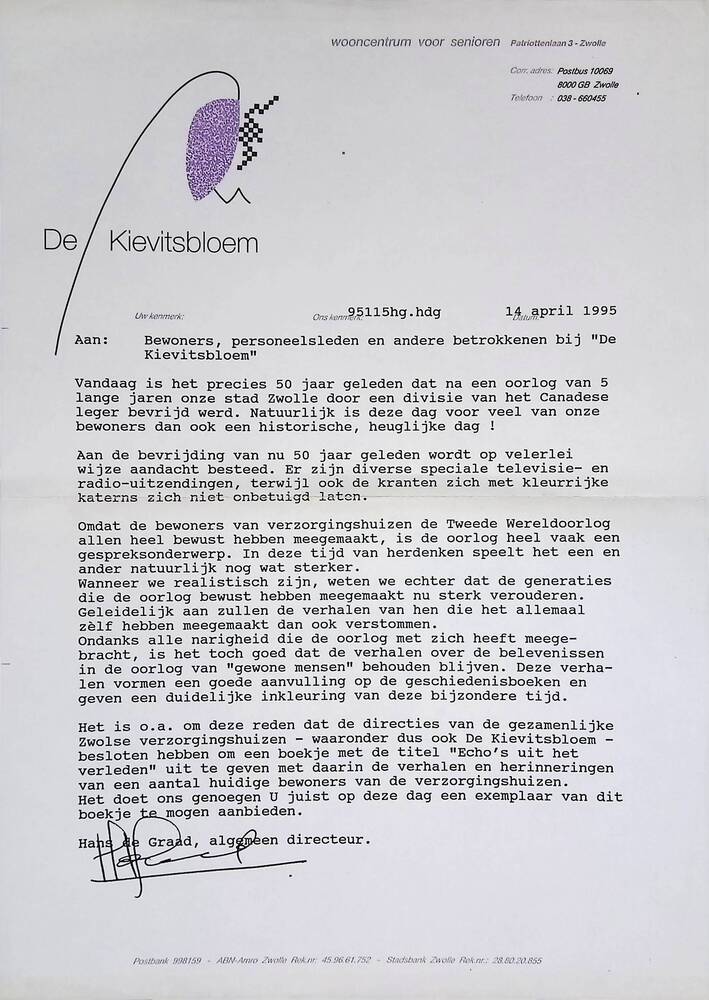 wooncentrum voor senioren Patriottenlaan 3 - Zwolle
Corr. adres: Postbus 10069
8000 GB Zwolle
Telefoon : 038 - 660455
De Kievitsbloem
Uw kenmerk: Ons kenmerk: 95115hg.hdg Datum: 14 april 1995
Aan: Bewoners, personeelsleden en andere betrokkenen bij "De
Kievitsbloem"
Vandaag is het precies 50 jaar geleden dat na een oorlog van 5
lange jaren onze stad Zwolle door een divisie van het Canadese
leger bevrijd werd. Natuurlijk is deze dag voor veel van onze
bewoners dan ook een historische, heuglijke dag !
Aan de bevrijding van nu 50 jaar geleden wordt op velerlei
wijze aandacht besteed. Er zijn diverse speciale televisie- en
radio-uitzendingen, terwijl ook de kranten zich met kleurrijke
katerns zich niet onbetuigd laten.
Omdat de bewoners van verzorgingshuizen de Tweede Wereldoorlog
allen heel bewust hebben meegemaakt, is de oorlog heel vaak een
gespreksonderwerp. In deze tijd van herdenken speelt het een en
ander natuurlijk nog wat sterker.
Wanneer we realistisch zijn, weten we echter dat de generaties
die de oorlog bewust hebben meegemaakt nu sterk verouderen.
Geleidelijk aan zullen de verhalen van hen die het allemaal
zèlf hebben meegemaakt dan ook verstommen.
Ondanks alle narigheid die de oorlog met zich heeft meege-
bracht, is het toch goed dat de verhalen over de belevenissen
in de oorlog van "gewone mensen" behouden blijven. Deze verha-
len vormen een goede aanvulling op de geschiedenisboeken en
geven een duidelijke inkleuring van deze bijzondere tijd.
Het is o.a. om deze reden dat de directies van de gezamenlijke
Zwolse verzorgingshuizen - waaronder dus ook De Kievitsbloem -
besloten hebben om een boekje met de titel "Echo's uit het
verleden" uit te geven met daarin de verhalen en herinneringen
van een aantal huidige bewoners van de verzorgingshuizen.
Het doet ons genoegen U juist op deze dag een exemplaar van dit
boekje te mogen aanbieden.
Hans de Graad, algemeen directeur.
Postbank 998159 - ABN-Amro Zwolle Rek.nr: 45.96.61.752 - Stadsbank Zwolle Rek.nr.: 28.80.20.855